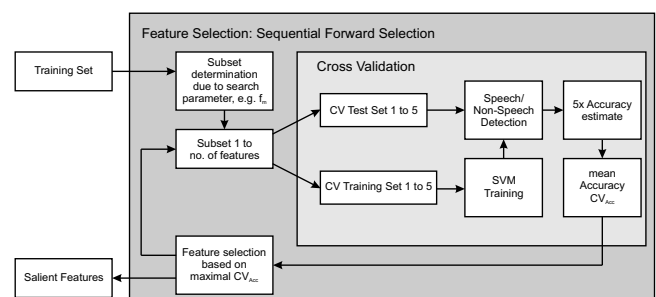 Feature Selection: Sequential Forward Selection
Training Set
Subset
determination
due to search
parameter, e.g. fm
Subset 1 to
no. of features
Cross Validation
CV Test Set 1 to 5
CV Training Set 1 to 5
Speech/
Non-Speech
Detection
SVM
Training
5x Accuracy
estimate
mean
Accuracy
CVAcc
Feature selection
based on
maximal CVAcc
Salient Features